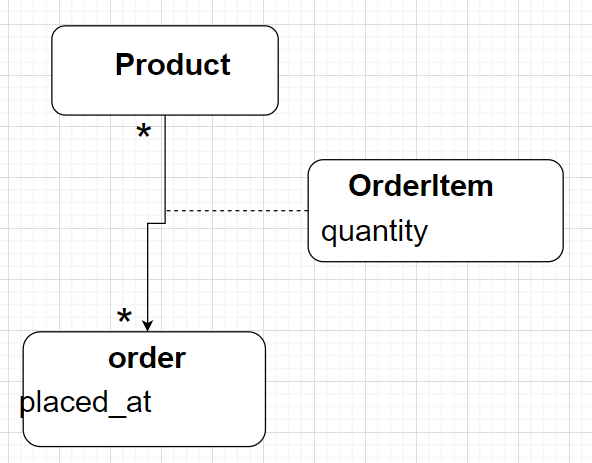 Product
*
OrderItem
quantity
*
order
placed_at